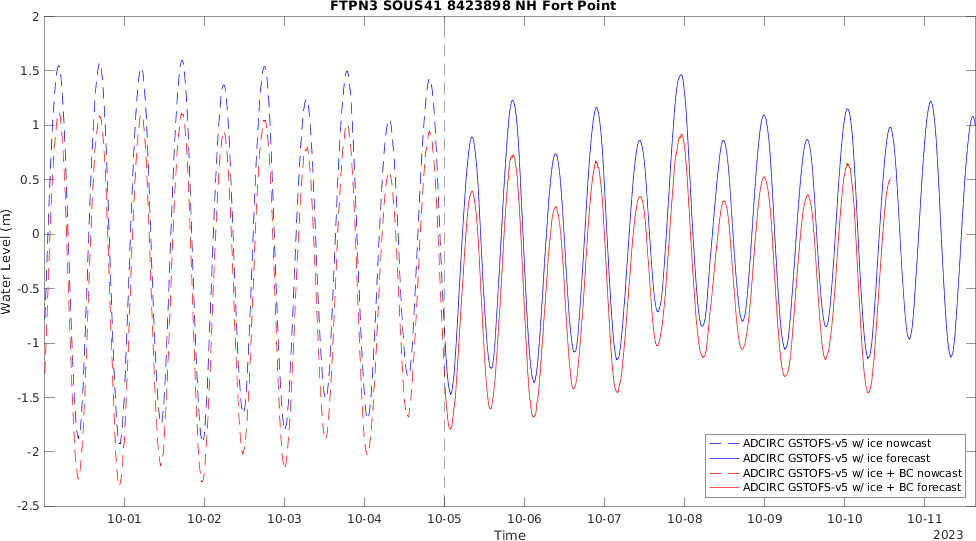 FTPN3 SOUS41 8423898 NH Fort Point
2
1.5
1
0.5
0
-0.5
-1
-1.5
-2
-2.5
Water Level (m)
10-01 10-02 10-03 10-04 10-05 10-06 10-07 10-08 10-09 10-10 10-11
2023
Time
ADCIRC GSTOFS-v5 w/ ice nowcast
ADCIRC GSTOFS-v5 w/ ice forecast
ADCIRC GSTOFS-v5 w/ ice + BC nowcast
ADCIRC GSTOFS-v5 w/ ice + BC forecast